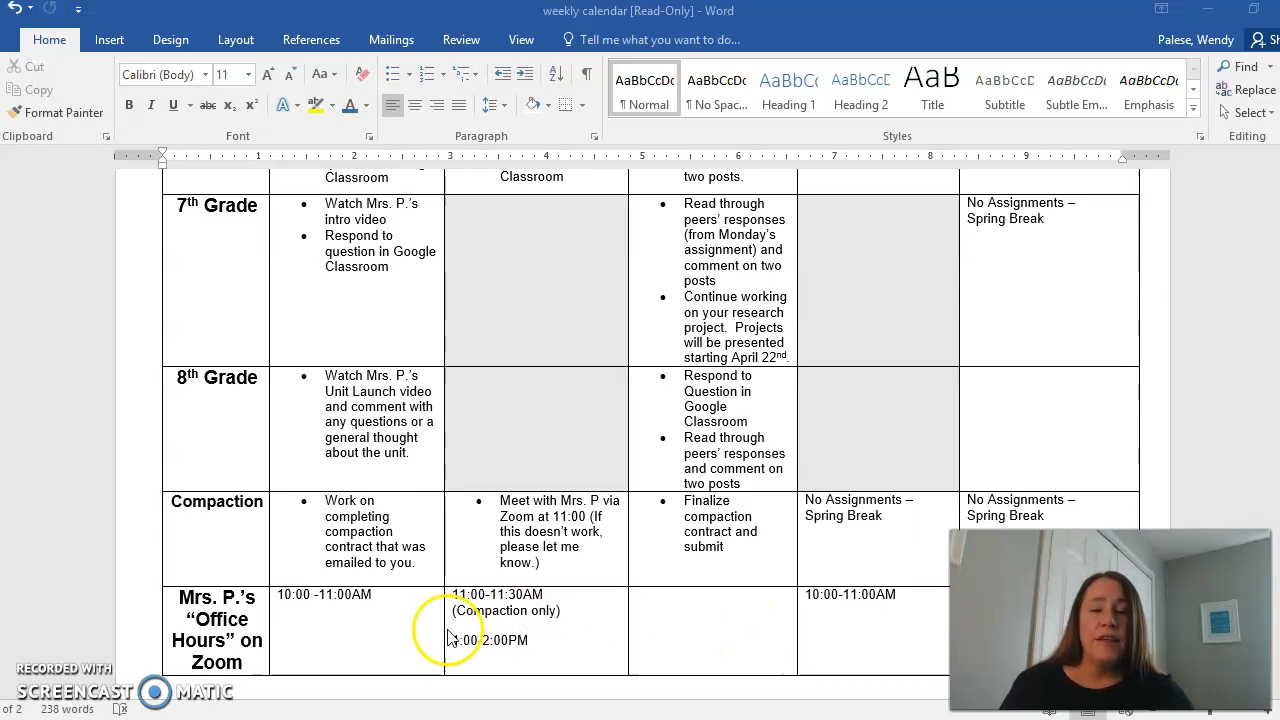 weekly calendar [Read-Only] - Word
Home Insert Design Layout References Mailings Review View Tell me what you want to do... Palese, Wendy
Cut
Copy
Format Painter
Calibri (Body) 11
AaBbCcDc AaBbCcDc AaBbCc AaBbCcE AaB AaBbCcD AaBbCcDc AaBbCcDc
¶ Normal ¶ No Spac... Heading 1 Heading 2 Title Subtitle Subtle Em... Emphasis
Find
Replace
Select
Clipboard Font Paragraph Styles Editing
1 2 3 4 5 6 7 8 9
Classroom
Classroom
two posts.
7th Grade
• Watch Mrs. P.'s
intro video
• Respond to
question in Google
Classroom
• Read through
peers' responses
(from Monday's
assignment) and
comment on two
posts
• Continue working
on your research
project. Projects
will be presented
starting April 22nd.
No Assignments –
Spring Break
8th Grade
• Watch Mrs. P.'s
Unit Launch video
and comment with
any questions or a
general thought
about the unit.
• Respond to
Question in
Google
Classroom
• Read through
peers' responses
and comment on
two posts
Compaction
• Work on
completing
compaction
contract that was
emailed to you.
• Meet with Mrs. P via
Zoom at 11:00 (If
this doesn't work,
please let me
know.)
• Finalize
compaction
contract and
submit
No Assignments –
Spring Break
No Assignments –
Spring Break
Mrs. P.'s
“Office
Hours” on
Zoom
10:00 -11:00AM
11:00-11:30AM
(Compaction only)
:00-2:00PM
10:00-11:00AM
RECORDED WITH
SCREENCAST MATIC
of 2 238 words